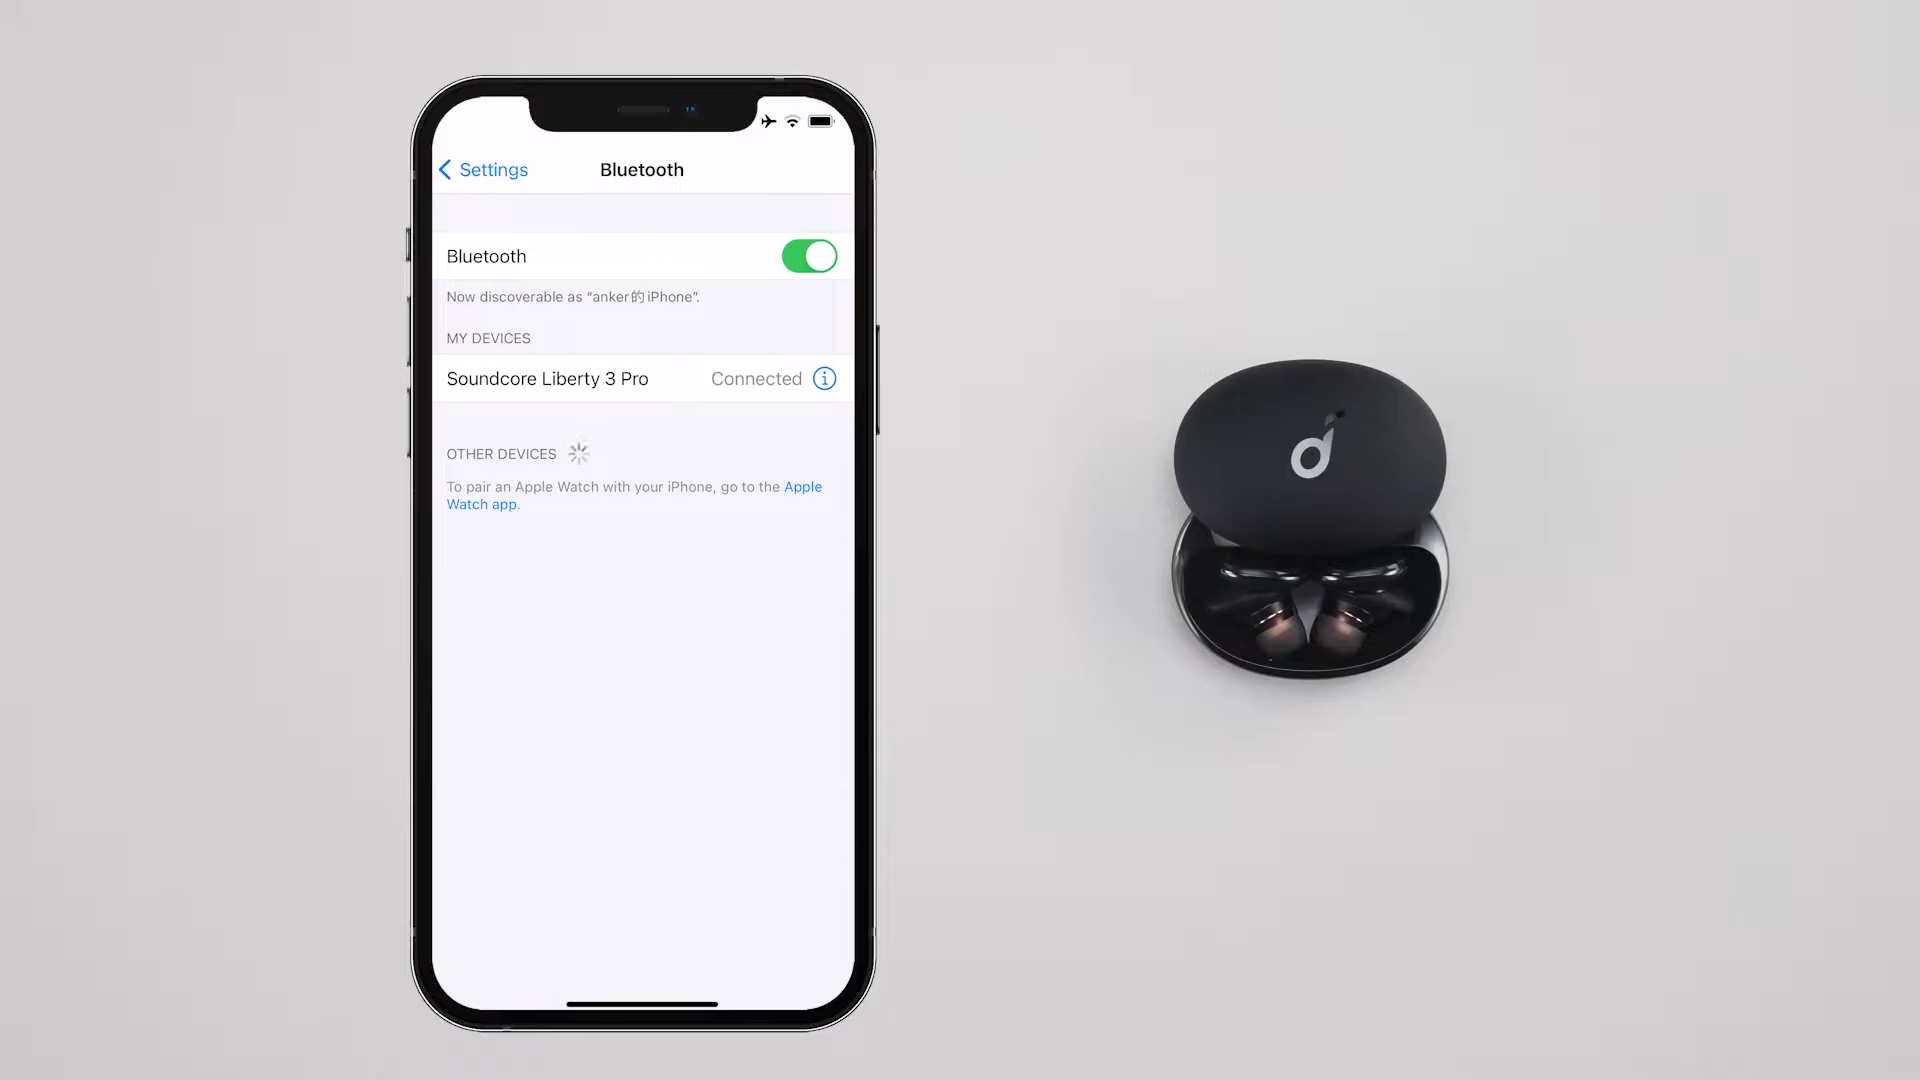 Settings
Bluetooth
Bluetooth
Now discoverable as “anker的iPhone”.
MY DEVICES
Soundcore Liberty 3 Pro
Connected
OTHER DEVICES
To pair an Apple Watch with your iPhone, go to the Apple
Watch app.